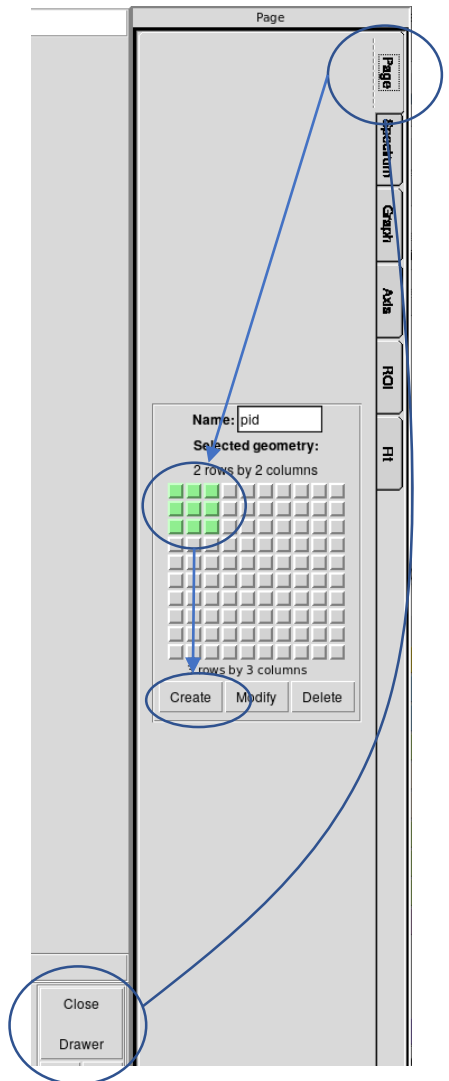 Page
Page
Spectrum
Graph
Axis
ROI
Fit
Name: pid
Selected geometry:
2 rows by 2 columns
rows by 3 columns
Create Modify Delete
Close
Drawer